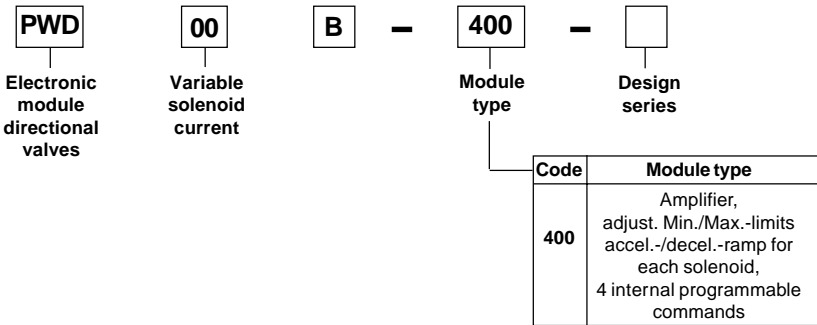 PWD 00 B – 400 –
Electronic
module
directional
valves
Variable
solenoid
current
Module
type
Design
series
Code Module type
400
Amplifier,
adjust. Min./Max.-limits
accel.-/decel.-ramp for
each solenoid,
4 internal programmable
commands